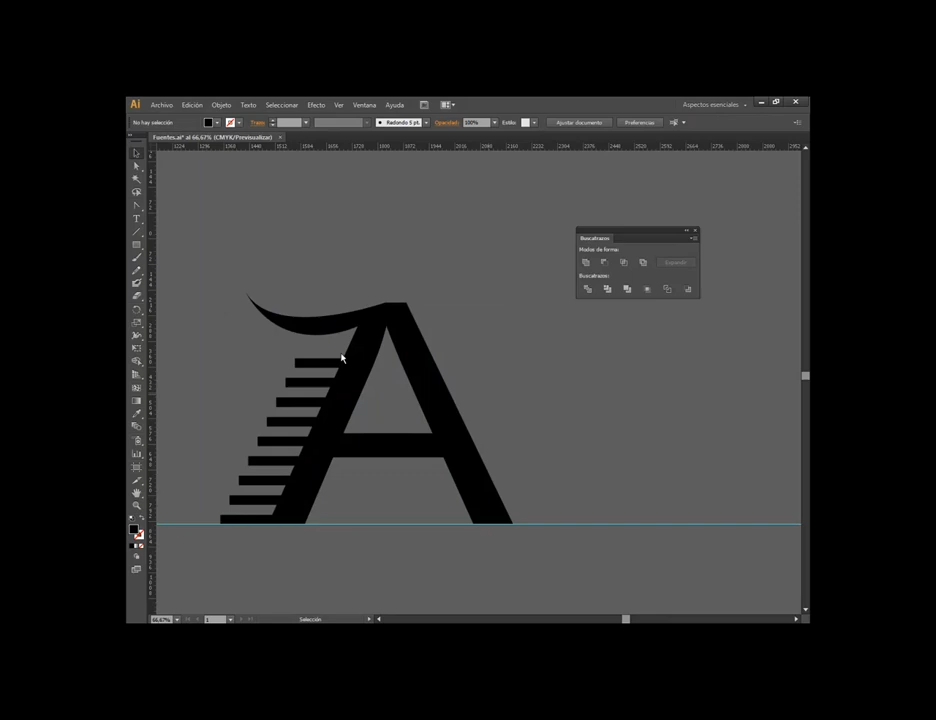 Ai Archivo Edición Objeto Texto Seleccionar Efecto Ver Ventana Ayuda Aspectos esenciales
No hay selección Trazo: Redondo 5 pt. Opacidad: 100% Estilo: Ajustar documento Preferencias
Fuentes.ai* al 66,67% (CMYK/Previsualizar)
Buscatrazos
Modos de forma:
Expandir
Buscatrazos:
A
66,67% 1 Selección